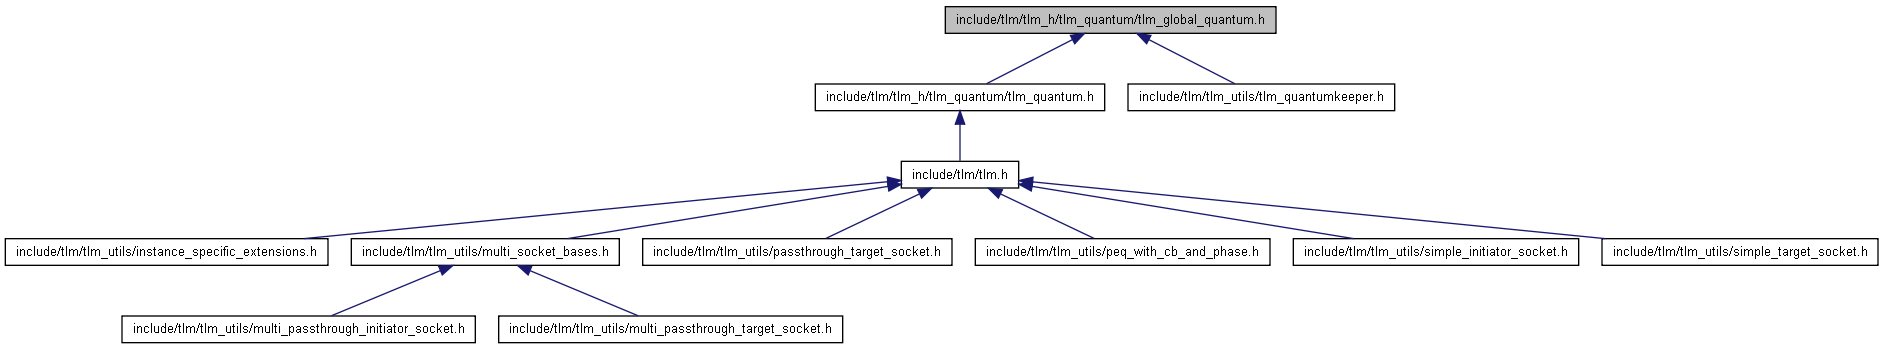 include/tlm/tlm_h/tlm_quantum/tlm_global_quantum.h
include/tlm/tlm_h/tlm_quantum/tlm_quantum.h
include/tlm/tlm_utils/tlm_quantumkeeper.h
include/tlm/tlm.h
include/tlm/tlm_utils/instance_specific_extensions.h
include/tlm/tlm_utils/multi_socket_bases.h
include/tlm/tlm_utils/passthrough_target_socket.h
include/tlm/tlm_utils/peq_with_cb_and_phase.h
include/tlm/tlm_utils/simple_initiator_socket.h
include/tlm/tlm_utils/simple_target_socket.h
include/tlm/tlm_utils/multi_passthrough_initiator_socket.h
include/tlm/tlm_utils/multi_passthrough_target_socket.h